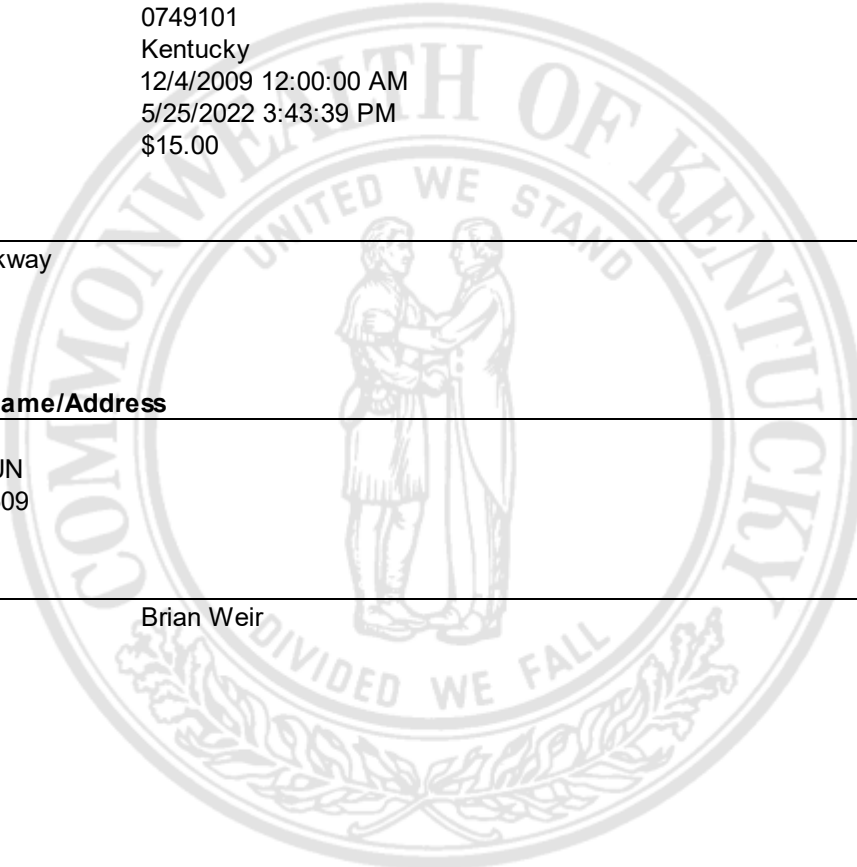 0749101
Kentucky
12/4/2009 12:00:00 AM
5/25/2022 3:43:39 PM
$15.00
kway
ame/Address
UN
09
Brian Weir
COMMONWEALTH OF KENTUCKY
UNITED WE STAND
DIVIDED WE FALL